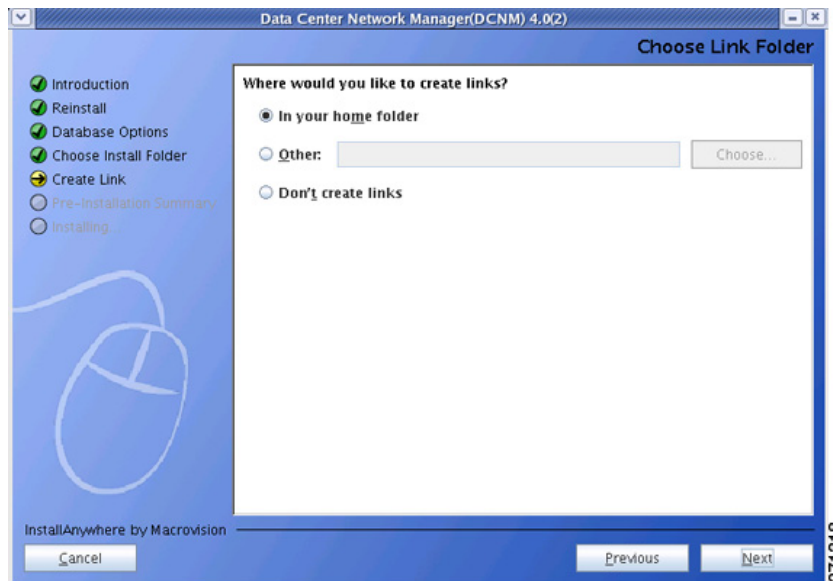 Data Center Network Manager(DCNM) 4.0(2)
Choose Link Folder
Introduction
Reinstall
Database Options
Choose Install Folder
Create Link
Pre-Installation Summary
Installing...
Where would you like to create links?
In your home folder
Other:
Choose...
Don't create links
InstallAnywhere by Macrovision
Cancel
Previous
Next